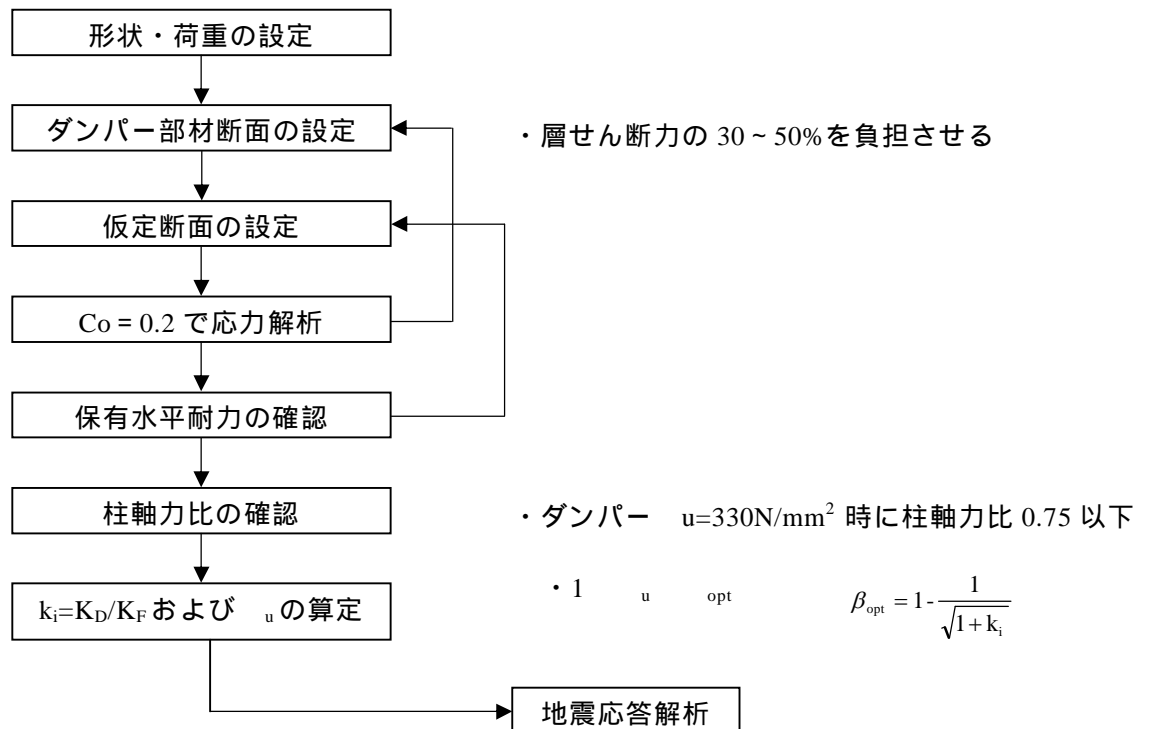 形状・荷重の設定
ダンパー部材断面の設定
・層せん断力の 30 ~ 50%を負担させる
仮定断面の設定
Co = 0.2 で応力解析
保有水平耐力の確認
柱軸力比の確認
・ダンパー u=330N/mm² 時に柱軸力比 0.75 以下
kᵢ=K_D/K_F および ᵤ の算定
・1 u opt β_opt = 1 - 1/√(1 + kᵢ)
地震応答解析